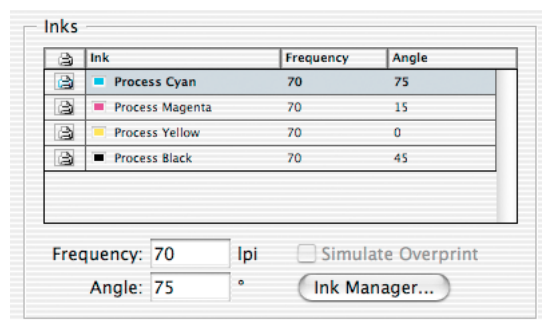 Inks
Ink Frequency Angle
Process Cyan 70 75
Process Magenta 70 15
Process Yellow 70 0
Process Black 70 45
Frequency: 70 lpi Simulate Overprint
Angle: 75 ° Ink Manager...